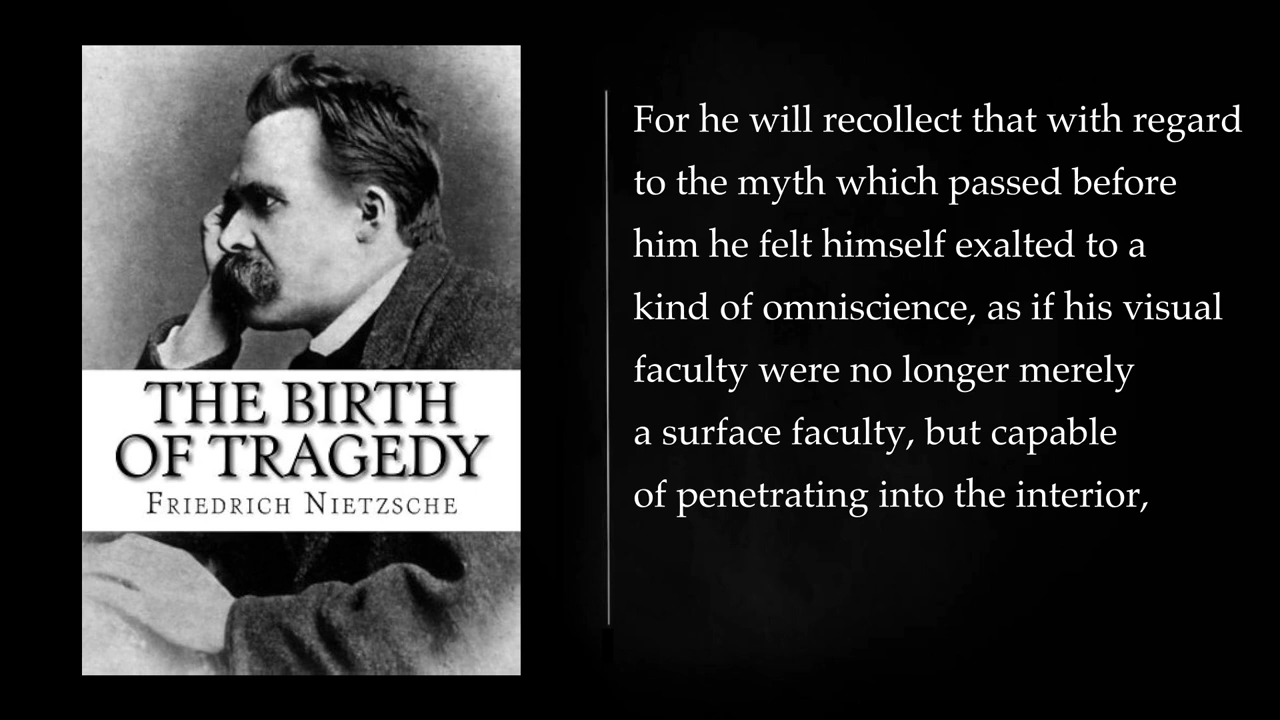 THE BIRTH
OF TRAGEDY
FRIEDRICH NIETZSCHE
For he will recollect that with regard
to the myth which passed before
him he felt himself exalted to a
kind of omniscience, as if his visual
faculty were no longer merely
a surface faculty, but capable
of penetrating into the interior,